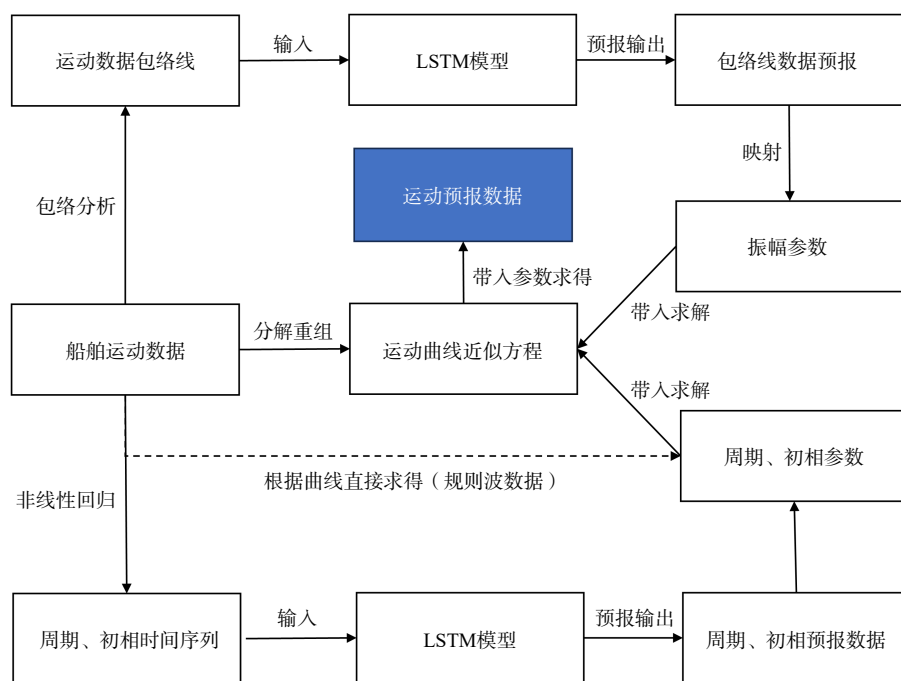 运动数据包络线
输入
LSTM模型
预报输出
包络线数据预报
映射
包络分析
运动预报数据
振幅参数
带入参数求得
带入求解
船舶运动数据
分解重组
运动曲线近似方程
带入求解
周期、初相参数
根据曲线直接求得（规则波数据）
非线性回归
周期、初相时间序列
输入
LSTM模型
预报输出
周期、初相预报数据